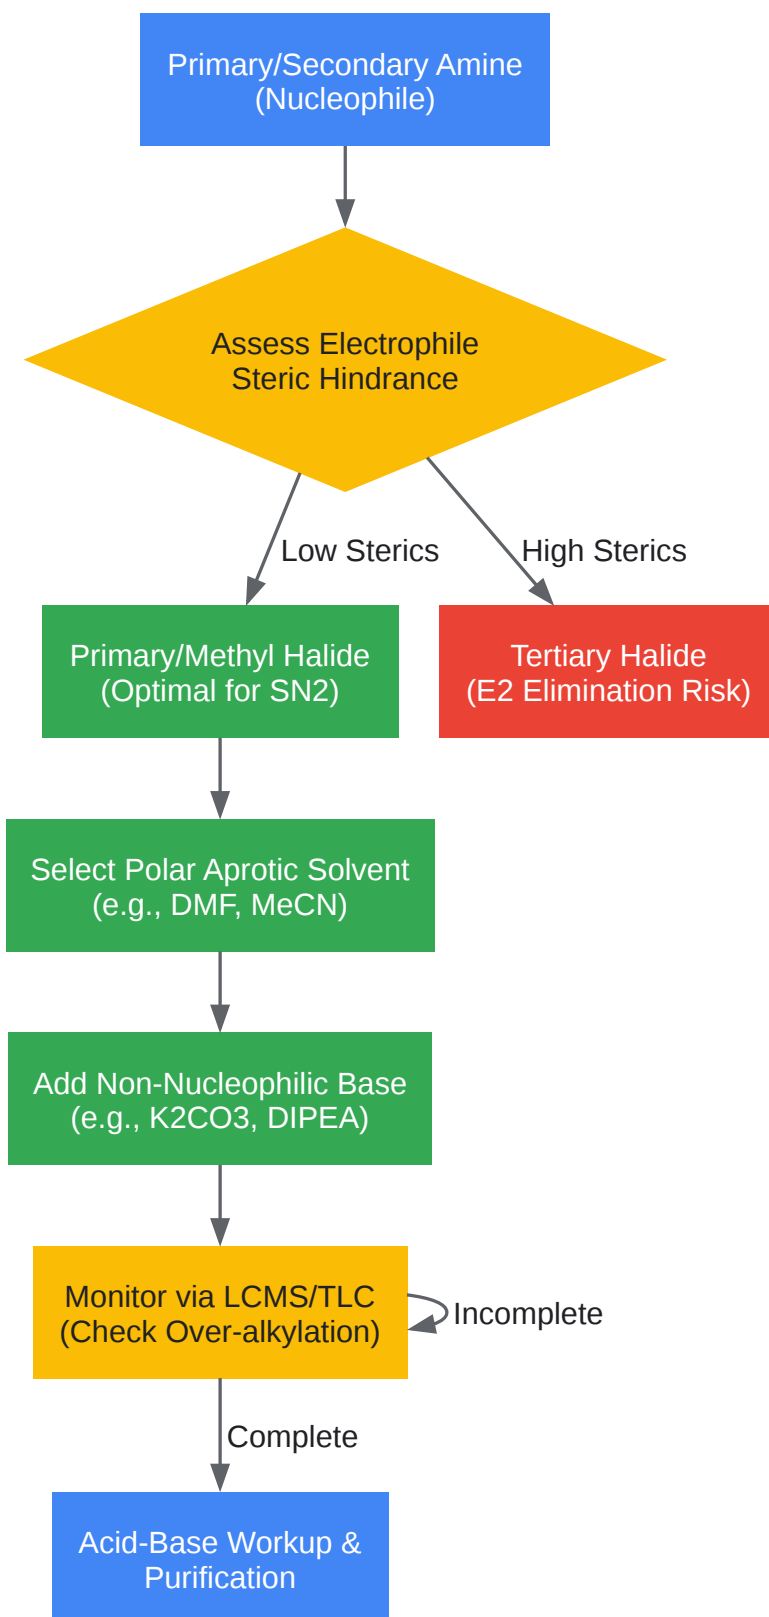 Primary/Secondary Amine
(Nucleophile)
Assess Electrophile
Steric Hindrance
Low Sterics
High Sterics
Primary/Methyl Halide
(Optimal for SN2)
Tertiary Halide
(E2 Elimination Risk)
Select Polar Aprotic Solvent
(e.g., DMF, MeCN)
Add Non-Nucleophilic Base
(e.g., K2CO3, DIPEA)
Monitor via LCMS/TLC
(Check Over-alkylation)
Incomplete
Complete
Acid-Base Workup &
Purification